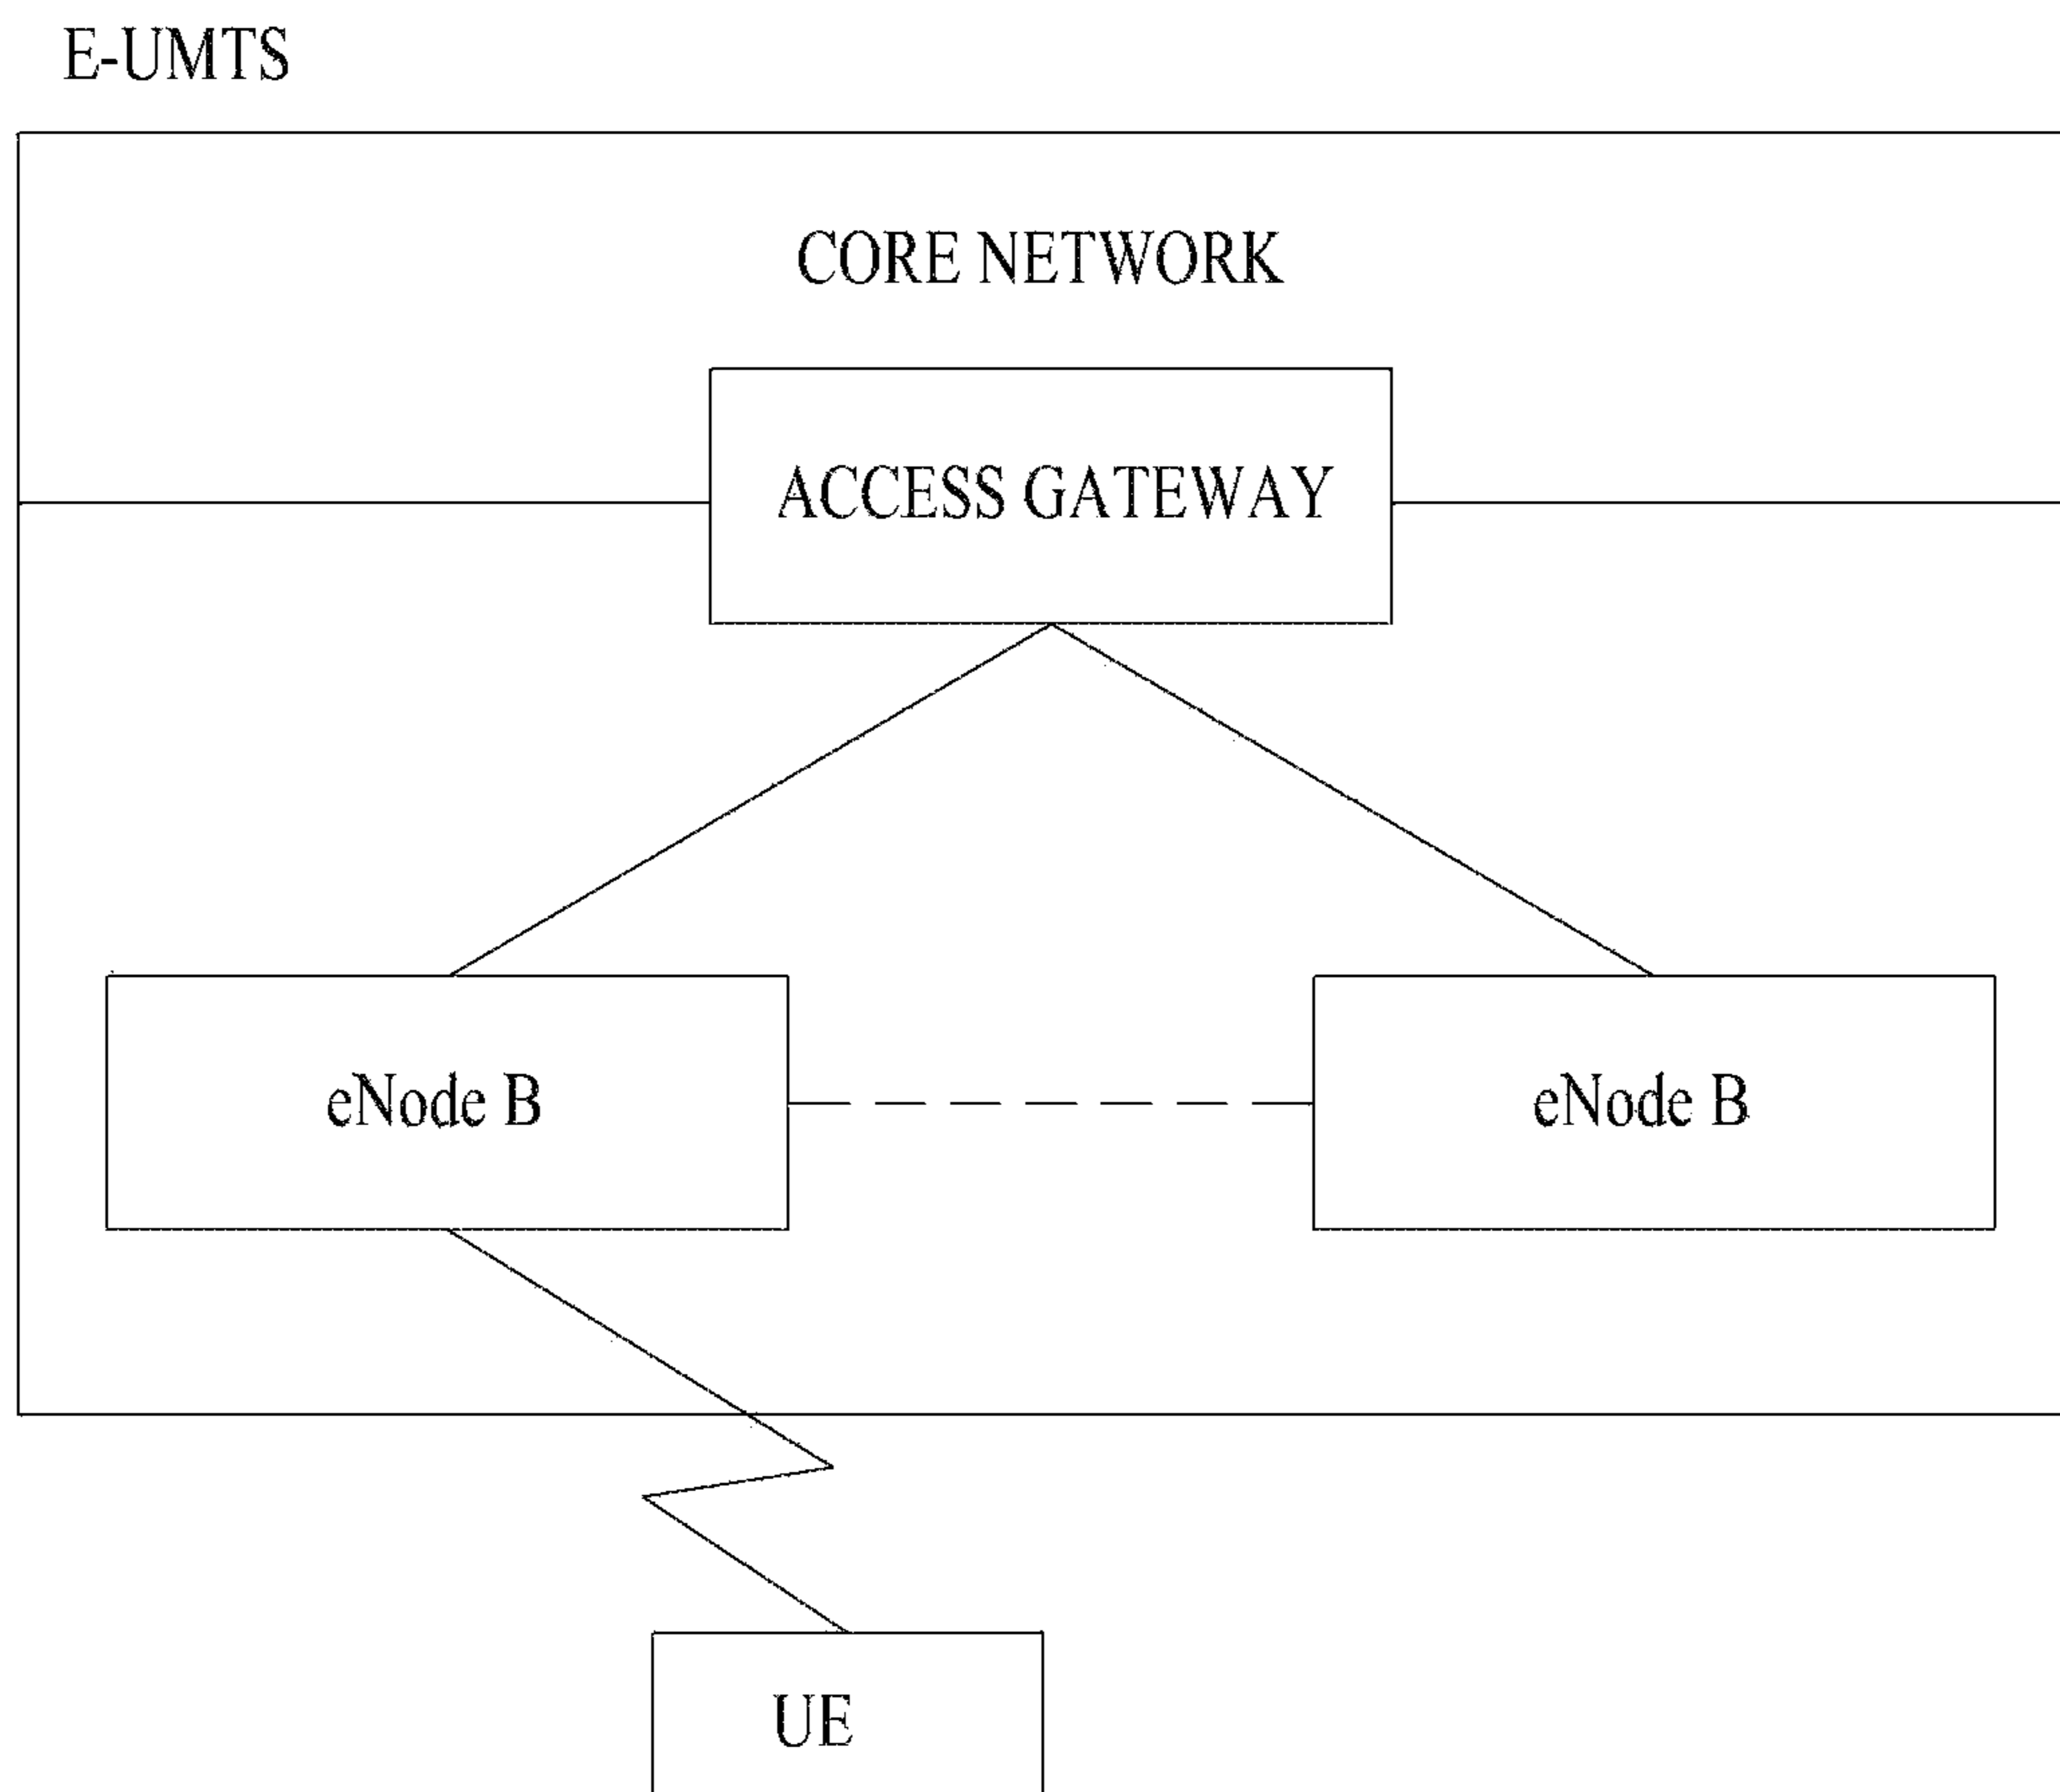 E-UMTS
CORE NETWORK
ACCESS GATEWAY
eNode B
eNode B
UE